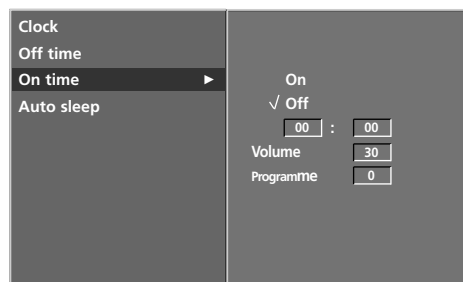 Clock
Off time
On time ►
Auto sleep
On
√ Off
00 : 00
Volume 30
Programme 0